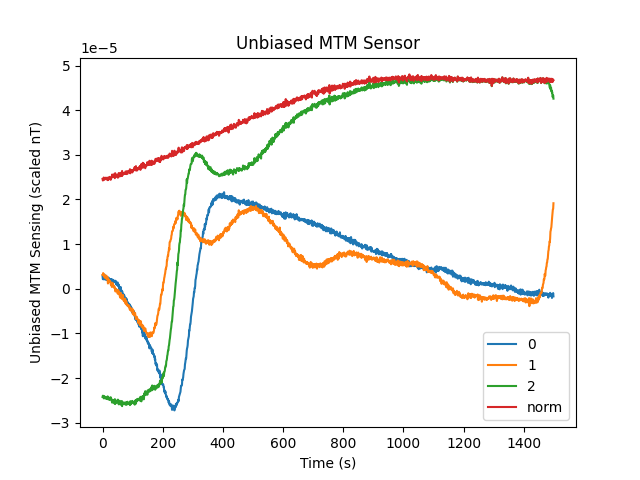 Unbiased MTM Sensor
1e−5
5
4
3
2
1
0
−1
−2
−3
Unbiased MTM Sensing (scaled nT)
0
1
2
norm
0 200 400 600 800 1000 1200 1400
Time (s)